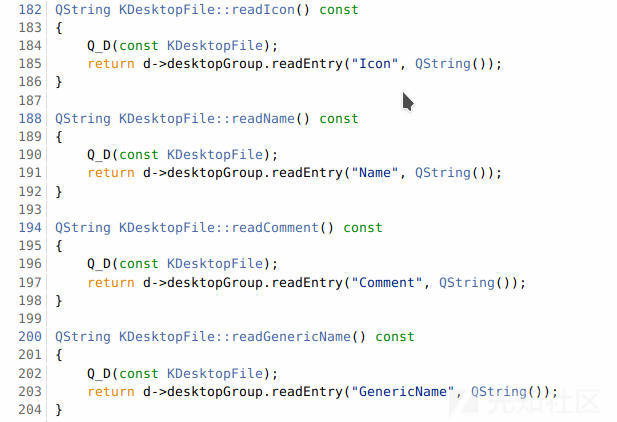 182 QString KDesktopFile::readIcon() const
183 {
184     Q_D(const KDesktopFile);
185     return d->desktopGroup.readEntry("Icon", QString());
186 }
187
188 QString KDesktopFile::readName() const
189 {
190     Q_D(const KDesktopFile);
191     return d->desktopGroup.readEntry("Name", QString());
192 }
193
194 QString KDesktopFile::readComment() const
195 {
196     Q_D(const KDesktopFile);
197     return d->desktopGroup.readEntry("Comment", QString());
198 }
199
200 QString KDesktopFile::readGenericName() const
201 {
202     Q_D(const KDesktopFile);
203     return d->desktopGroup.readEntry("GenericName", QString());
204 }
先知社区